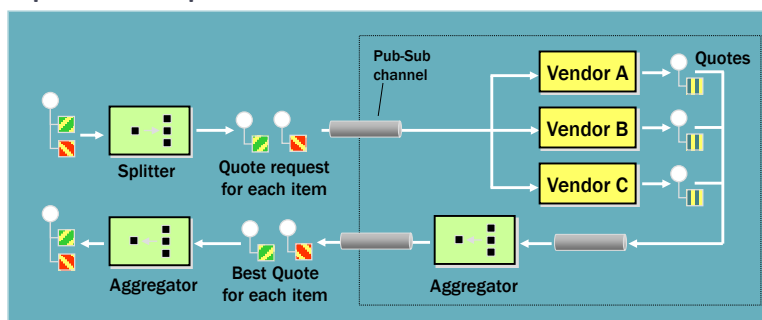 Pub-Sub
channel
Vendor A
Quotes
Vendor B
Vendor C
Splitter
Quote request
for each item
Aggregator
Best Quote
for each item
Aggregator